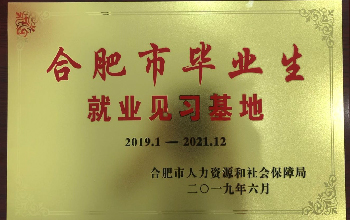 合肥市毕业生
就业见习基地
2019.1 — 2021.12
合肥市人力资源和社会保障局
二〇一九年六月